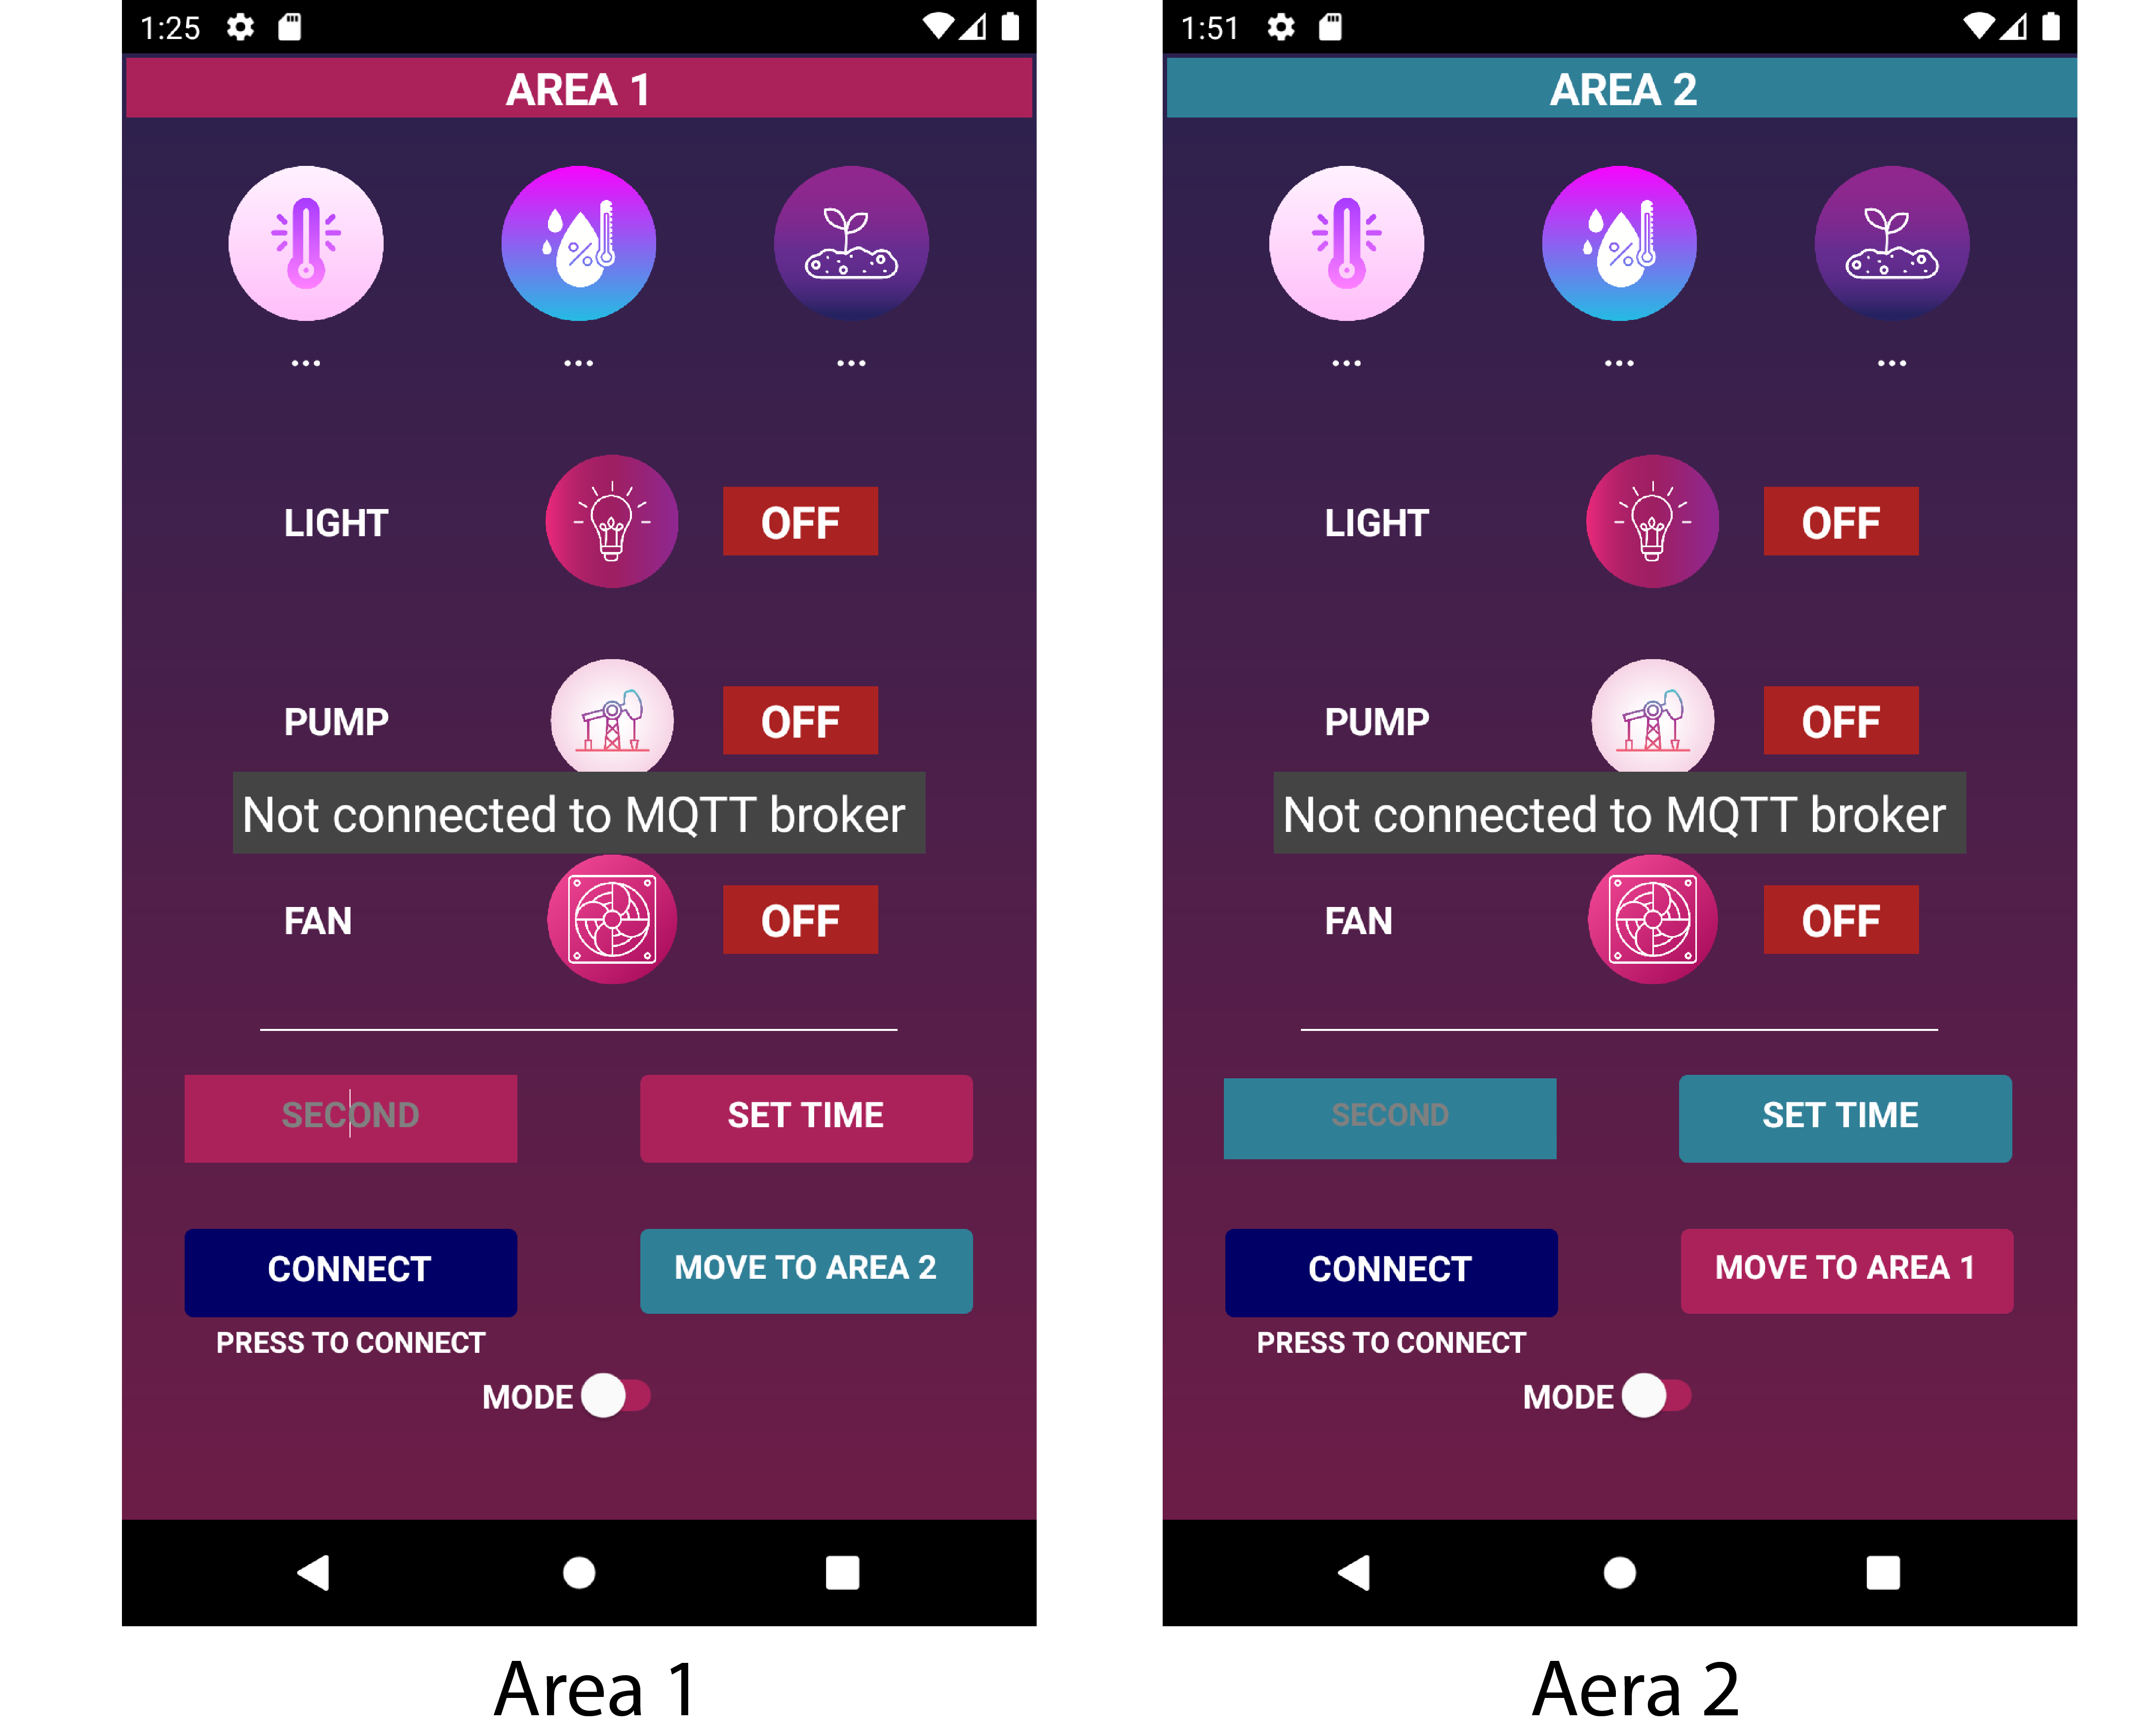 1:25
AREA 1
...
...
...
%
LIGHT
OFF
PUMP
OFF
Not connected to MQTT broker
FAN
OFF
SECOND
SET TIME
CONNECT
MOVE TO AREA 2
PRESS TO CONNECT
MODE
Area 1
1:51
AREA 2
%
...
...
...
LIGHT
OFF
PUMP
OFF
Not connected to MQTT broker
FAN
OFF
SECOND
SET TIME
CONNECT
MOVE TO AREA 1
PRESS TO CONNECT
MODE
Aera 2